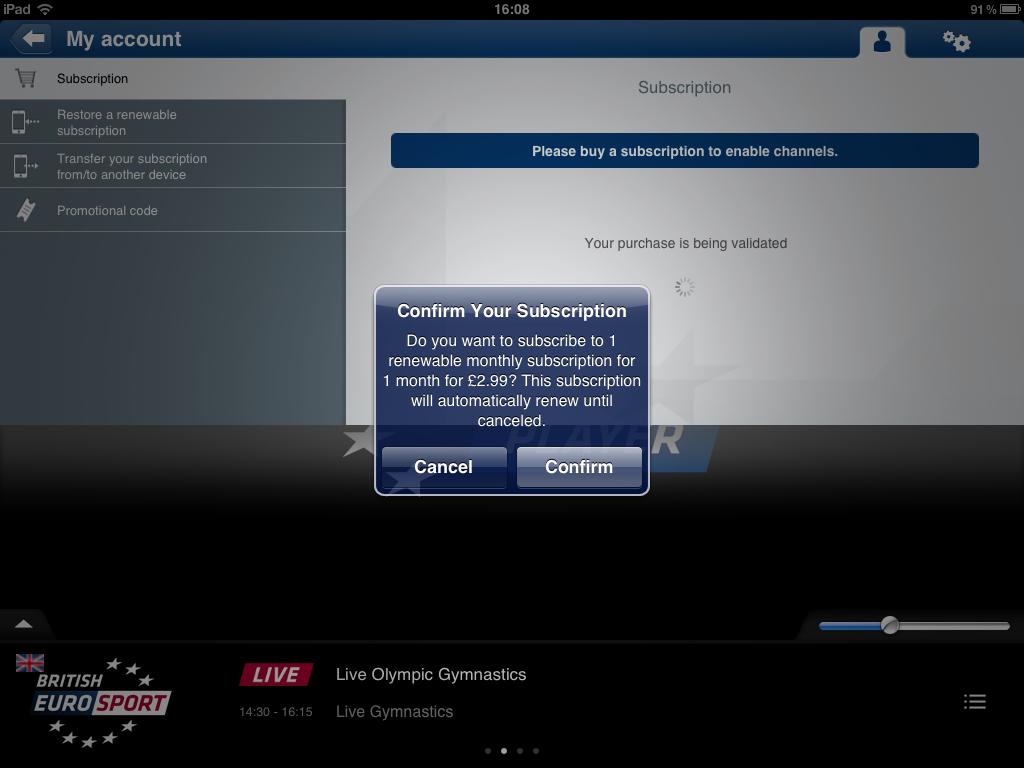 iPad 16:08 91%
My account
Subscription
Restore a renewable
subscription
Transfer your subscription
from/to another device
Promotional code
Subscription
Please buy a subscription to enable channels.
Your purchase is being validated
Confirm Your Subscription
Do you want to subscribe to 1
renewable monthly subscription for
1 month for £2.99? This subscription
will automatically renew until
canceled.
PLAYER
Cancel Confirm
BRITISH
EUROSPORT
LIVE Live Olympic Gymnastics
14:30 - 16:15 Live Gymnastics